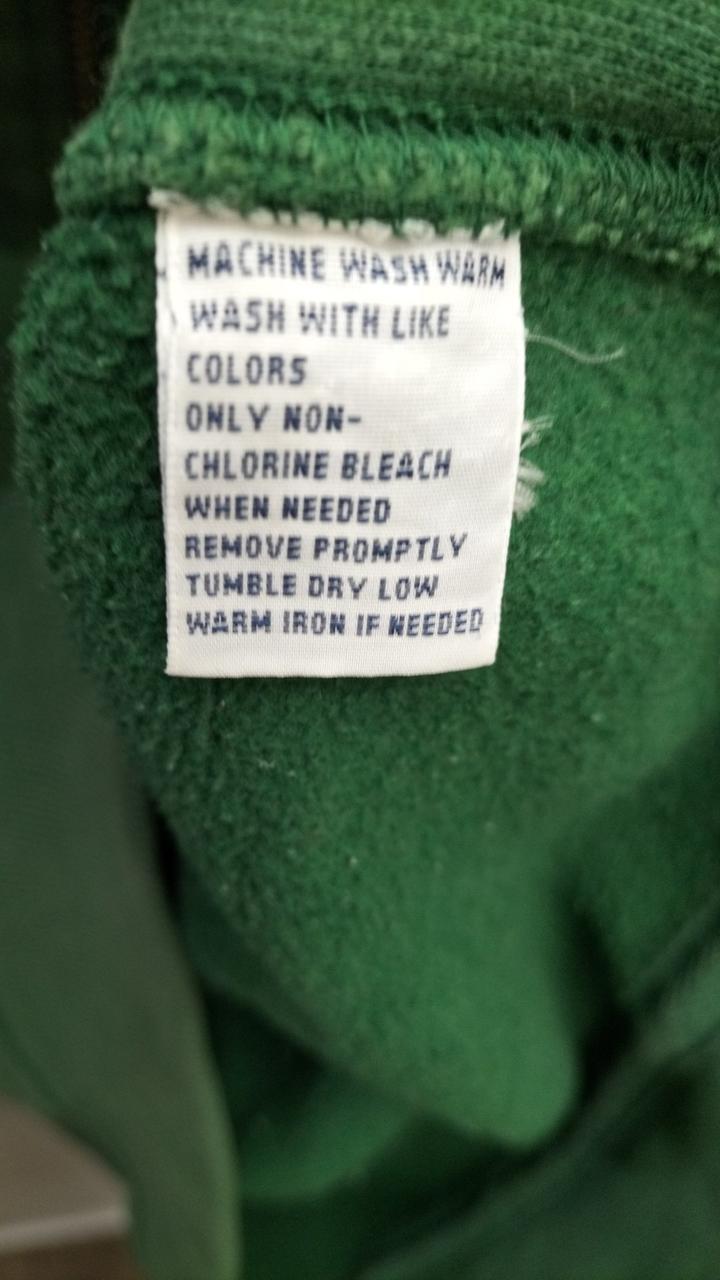 MACHINE WASH WARM
WASH WITH LIKE
COLORS
ONLY NON-
CHLORINE BLEACH
WHEN NEEDED
REMOVE PROMPTLY
TUMBLE DRY LOW
WARM IRON IF NEEDED